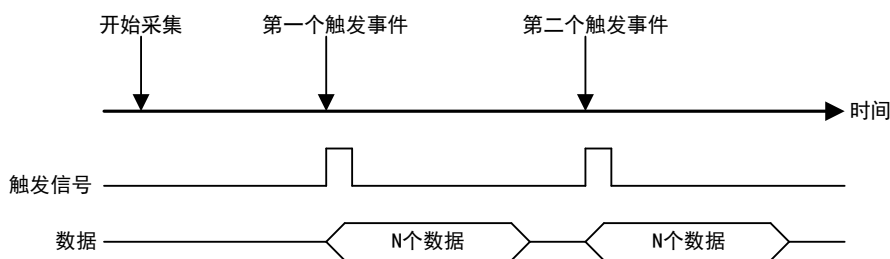 开始采集
第一个触发事件
第二个触发事件
时间
触发信号
数据
N个数据
N个数据